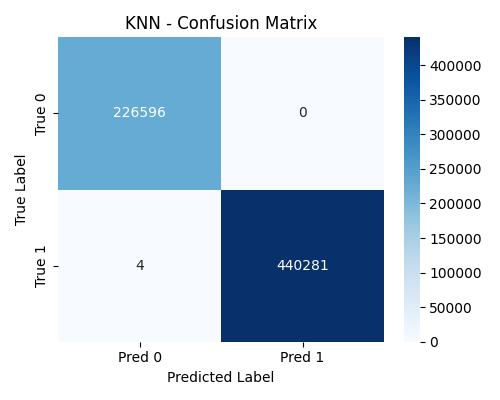 KNN - Confusion Matrix
True Label
True 0
226596
0
True 1
4
440281
Pred 0
Pred 1
Predicted Label
400000
350000
300000
250000
200000
150000
100000
50000
0